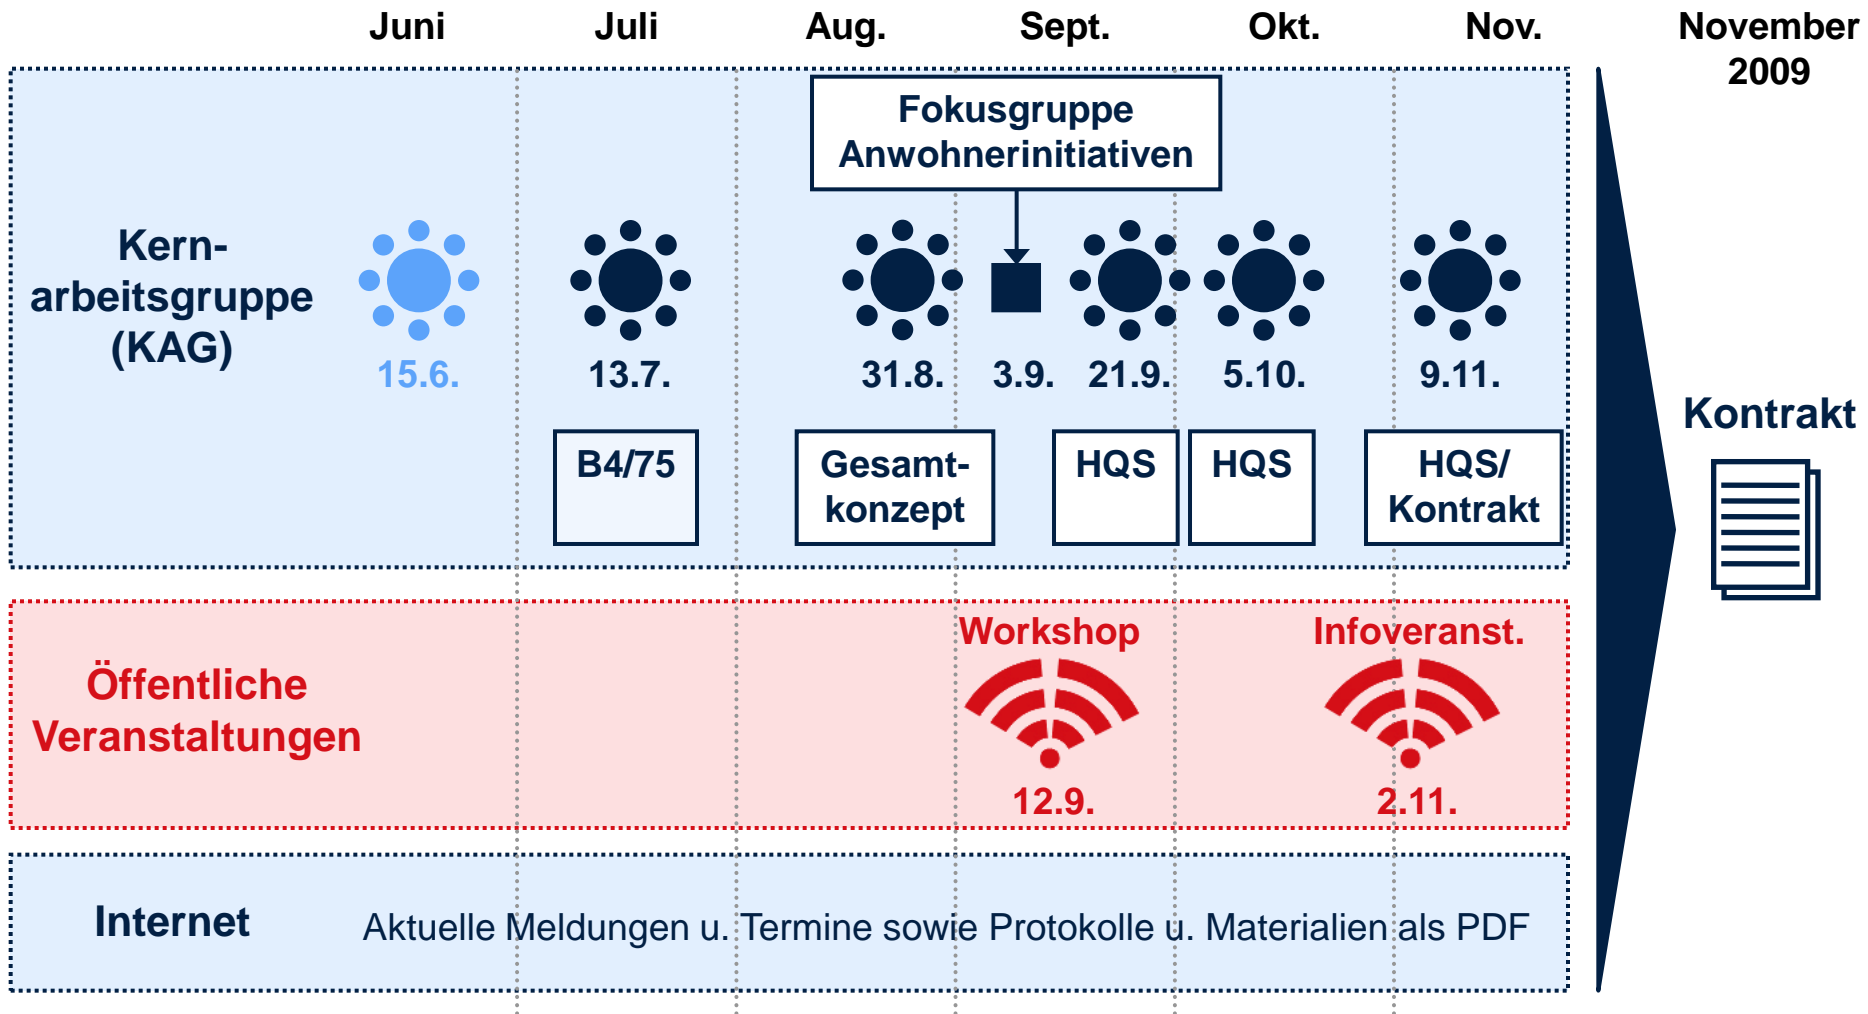 Juni Juli Aug. Sept. Okt. Nov. November
2009
Fokusgruppe
Anwohnerinitiativen
Kern-
arbeitsgruppe
(KAG)
15.6. 13.7. 31.8. 3.9. 21.9. 5.10. 9.11.
B4/75
Gesamt-
konzept
HQS
HQS
HQS/
Kontrakt
Kontrakt
Öffentliche
Veranstaltungen
Workshop
12.9.
Infoveranst.
2.11.
Internet
Aktuelle Meldungen u. Termine sowie Protokolle u. Materialien als PDF